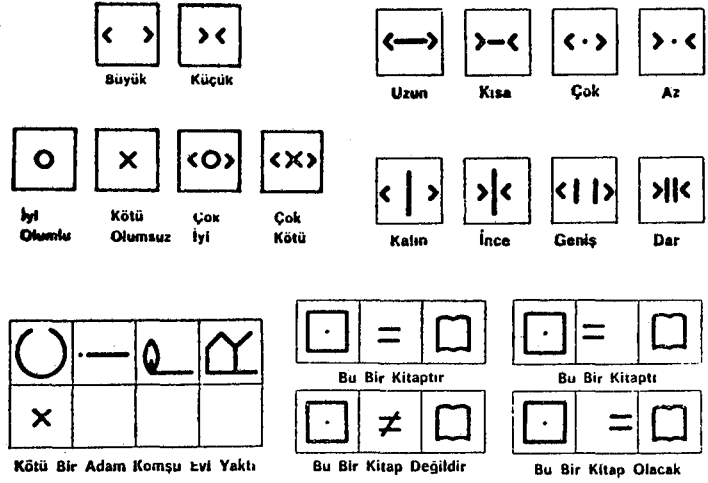 Büyük Küçük
Uzun Kısa Çok Az
İyi Olumlu
Kötü Olumsuz
Çok İyi
Çok Kötü
Kalın İnce Geniş Dar
Bu Bir Kitaptır
Bu Bir Kitaptı
Kötü Bir Adam Komşu Evi Yaktı
Bu Bir Kitap Değildir
Bu Bir Kitap Olacak